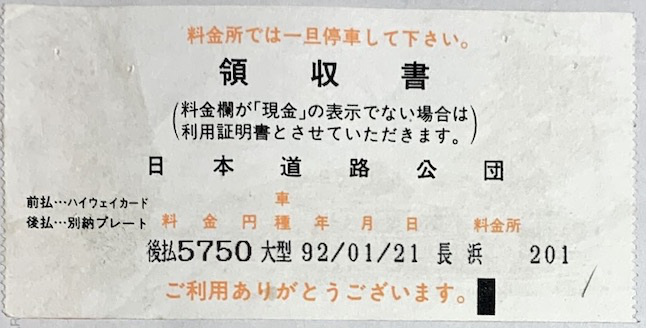 料金所では一旦停車して下さい。
領収書
(料金欄が「現金」の表示でない場合は
利用証明書とさせていただきます。)
日本道路公団
前払…ハイウェイカード 車
後払…別納プレート 料金円種年月日 料金所
後払5750大型 92/01/21 長浜 201
ご利用ありがとうございます。